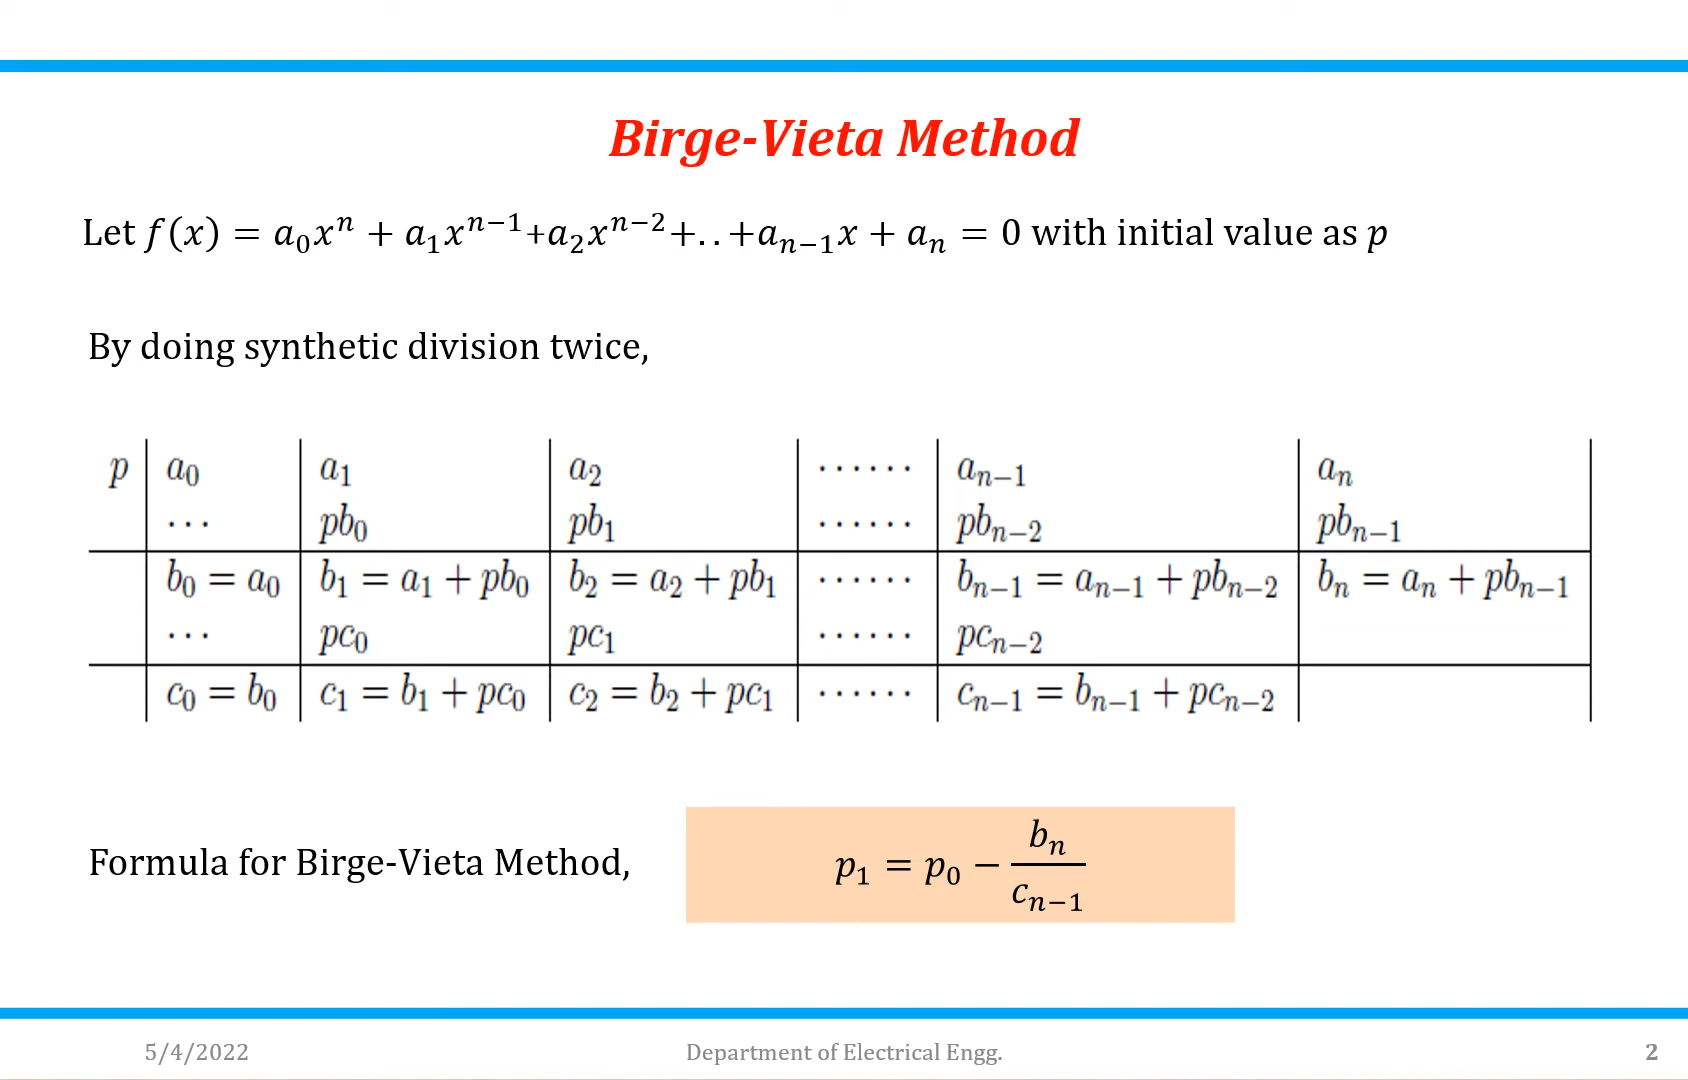 Birge-Vieta Method
Let f(x) = a₀xⁿ + a₁xⁿ⁻¹+a₂xⁿ⁻²+..+aₙ₋₁x + aₙ = 0 with initial value as p
By doing synthetic division twice,
p a₀ a₁ a₂ ······ aₙ₋₁ aₙ
··· pb₀ pb₁ ······ pbₙ₋₂ pbₙ₋₁
b₀ = a₀ b₁ = a₁ + pb₀ b₂ = a₂ + pb₁ ······ bₙ₋₁ = aₙ₋₁ + pbₙ₋₂ bₙ = aₙ + pbₙ₋₁
··· pc₀ pc₁ ······ pcₙ₋₂
c₀ = b₀ c₁ = b₁ + pc₀ c₂ = b₂ + pc₁ ······ cₙ₋₁ = bₙ₋₁ + pcₙ₋₂
Formula for Birge-Vieta Method, p₁ = p₀ − bₙ/cₙ₋₁
5/4/2022 Department of Electrical Engg. 2